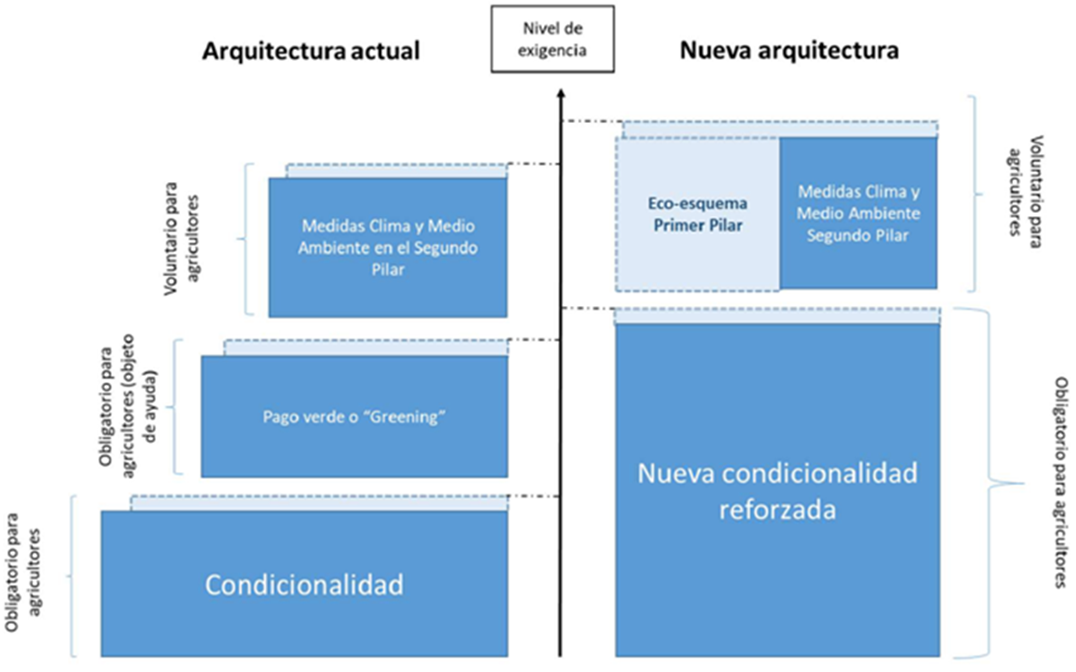 Arquitectura actual
Nivel de
exigencia
Nueva arquitectura
Voluntario para
agricultores
Medidas Clima y Medio
Ambiente en el Segundo
Pilar
Obligatorio para
agricultores (objeto
de ayuda)
Pago verde o “Greening”
Obligatorio para
agricultores
Condicionalidad
Eco-esquema
Primer Pilar
Medidas Clima y
Medio Ambiente
Segundo Pilar
Voluntario para
agricultores
Nueva condicionalidad
reforzada
Obligatorio para agricultores